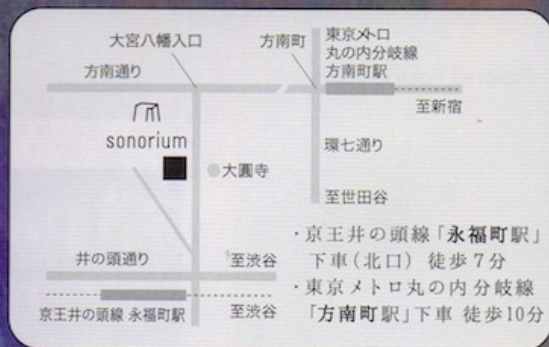 大宮八幡入口
方南町
東京メトロ
丸の内分岐線
方南町駅
方南通り
至新宿
sonorium
環七通り
大圓寺
至世田谷
井の頭通り
至渋谷
京王井の頭線 永福町駅
至渋谷
・京王井の頭線「永福町駅」
下車(北口) 徒歩7分
・東京メトロ丸の内分岐線
「方南町駅」下車 徒歩10分